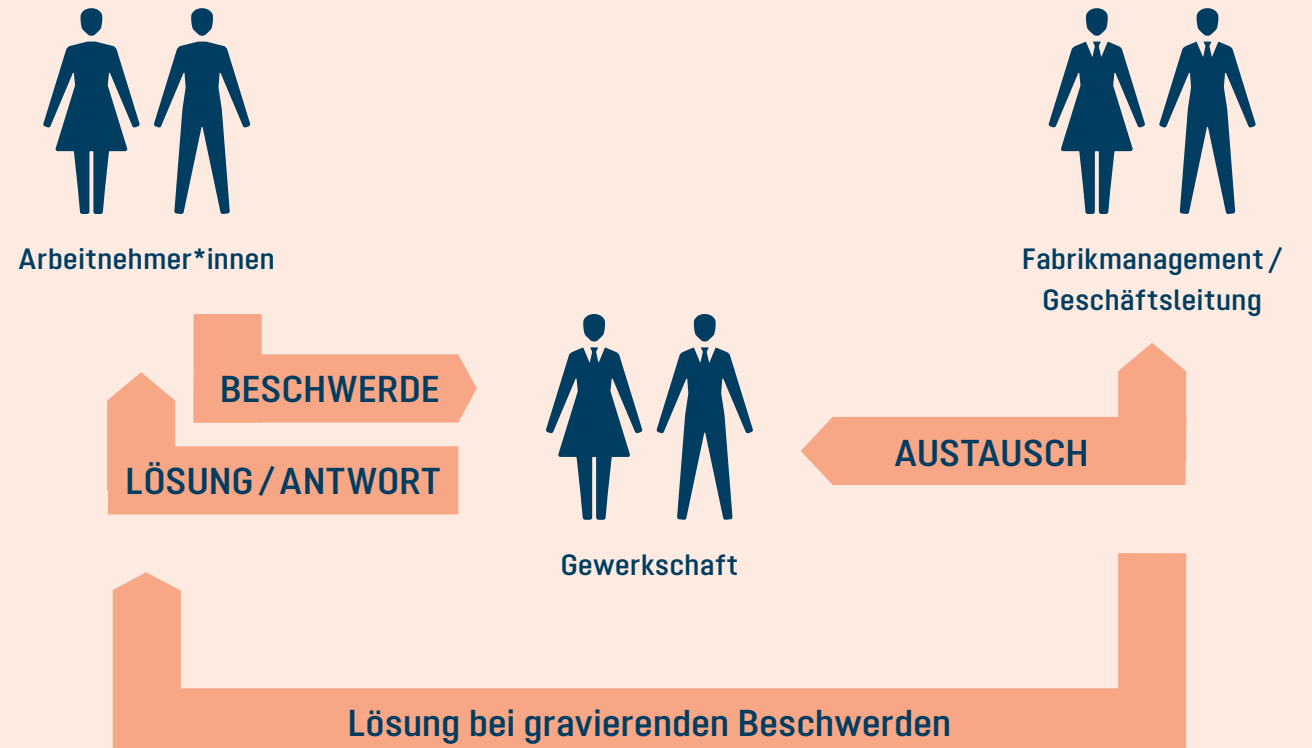 Arbeitnehmer*innen
Fabrikmanagement /
Geschäftsleitung
BESCHWERDE
LÖSUNG / ANTWORT
AUSTAUSCH
Gewerkschaft
Lösung bei gravierenden Beschwerden